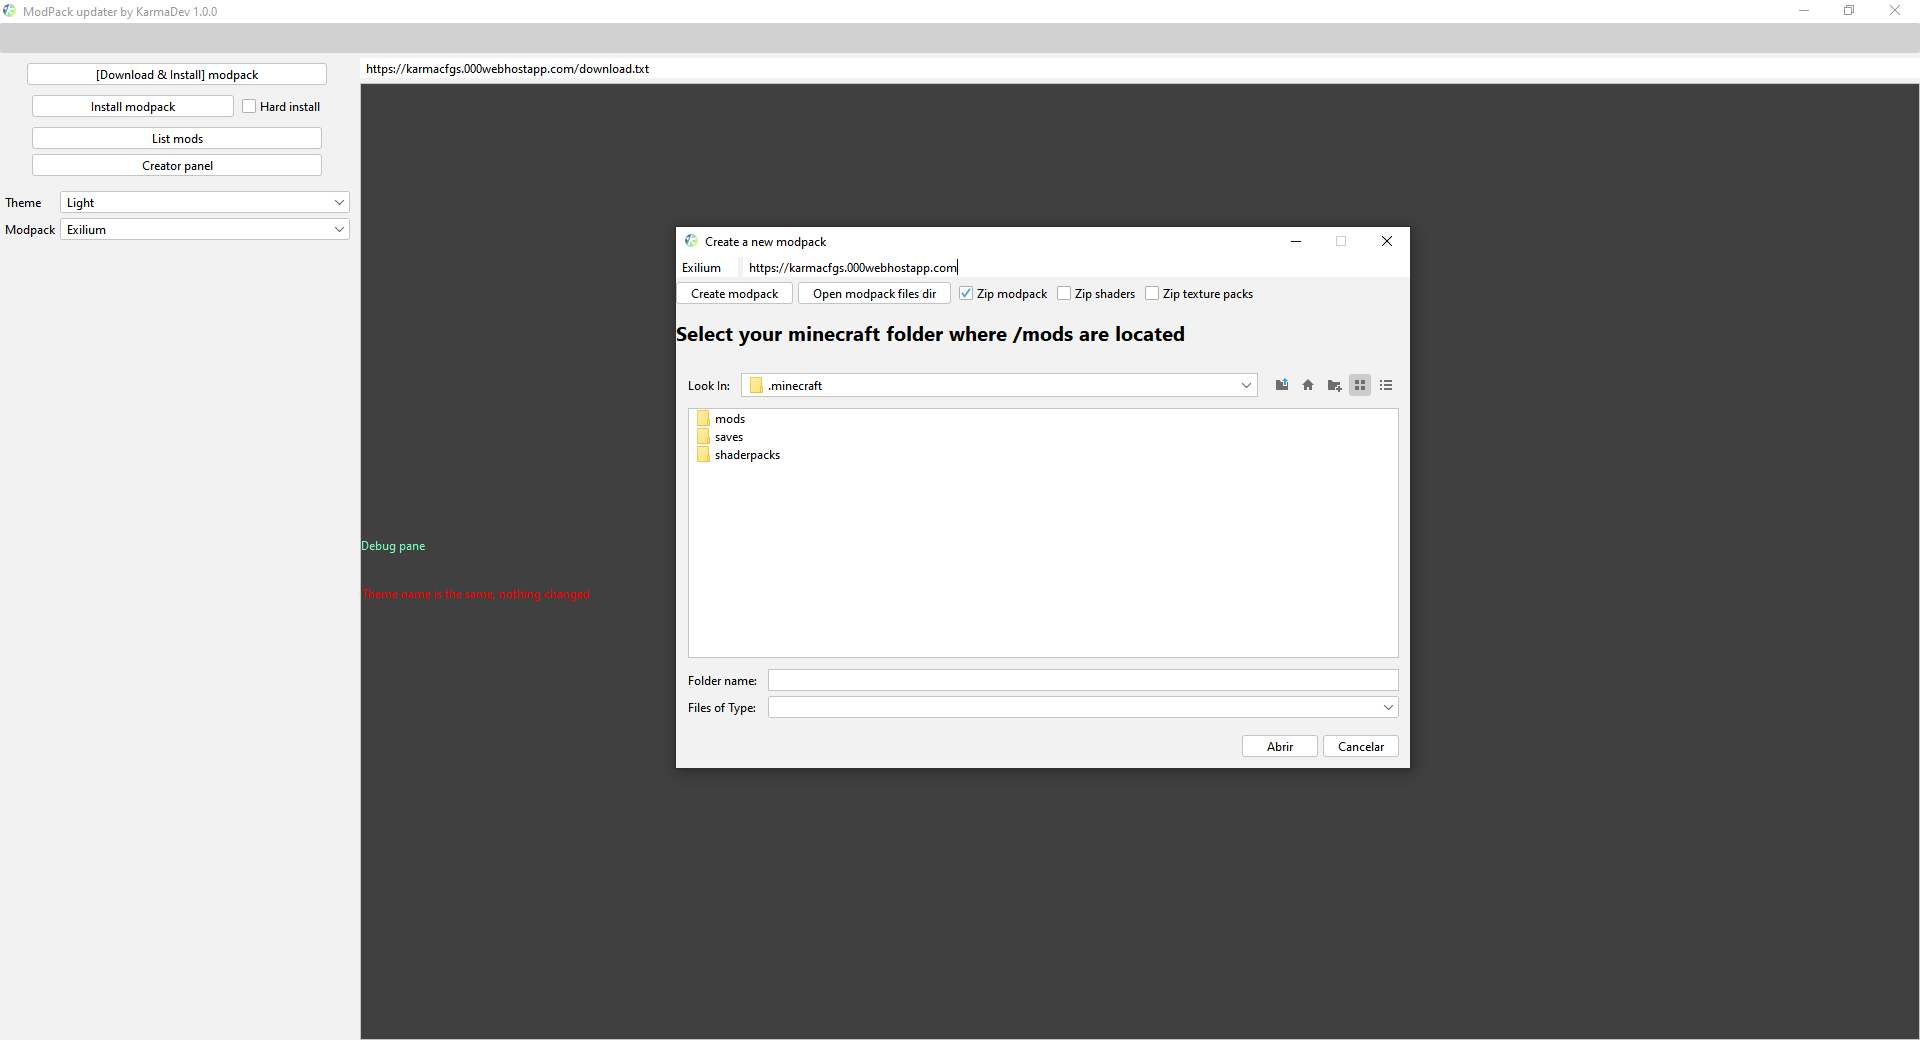 ModPack updater by KarmaDev 1.0.0
[Download & Install] modpack
https://karmacfgs.000webhostapp.com/download.txt
Install modpack
Hard install
List mods
Creator panel
Theme
Light
Modpack
Exilium
Create a new modpack
Exilium
https://karmacfgs.000webhostapp.com
Create modpack
Open modpack files dir
Zip modpack
Zip shaders
Zip texture packs
Select your minecraft folder where /mods are located
Look In:
.minecraft
mods
saves
shaderpacks
Folder name:
Files of Type:
Abrir
Cancelar
Debug pane
Theme name is the same, nothing changed